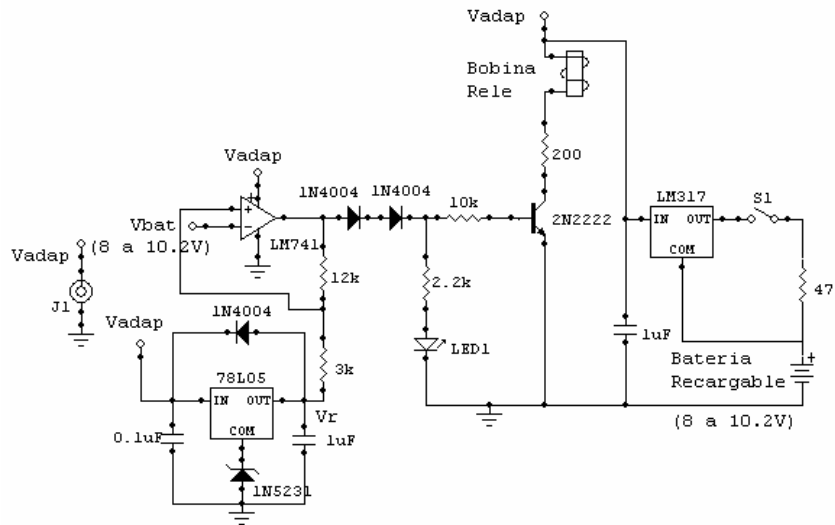 Vadap
Bobina
Rele
200
Vadap
1N4004
1N4004
10k
2N2222
LM317
S1
IN
OUT
COM
Vbat
+
-
+
LM741
(8 a 10.2V)
Vadap
J1
12k
2.2k
47
1N4004
Vadap
3k
LED1
1uF
Bateria
Recargable
+
(8 a 10.2V)
78L05
IN
OUT
COM
Vr
0.1uF
1uF
1N5231